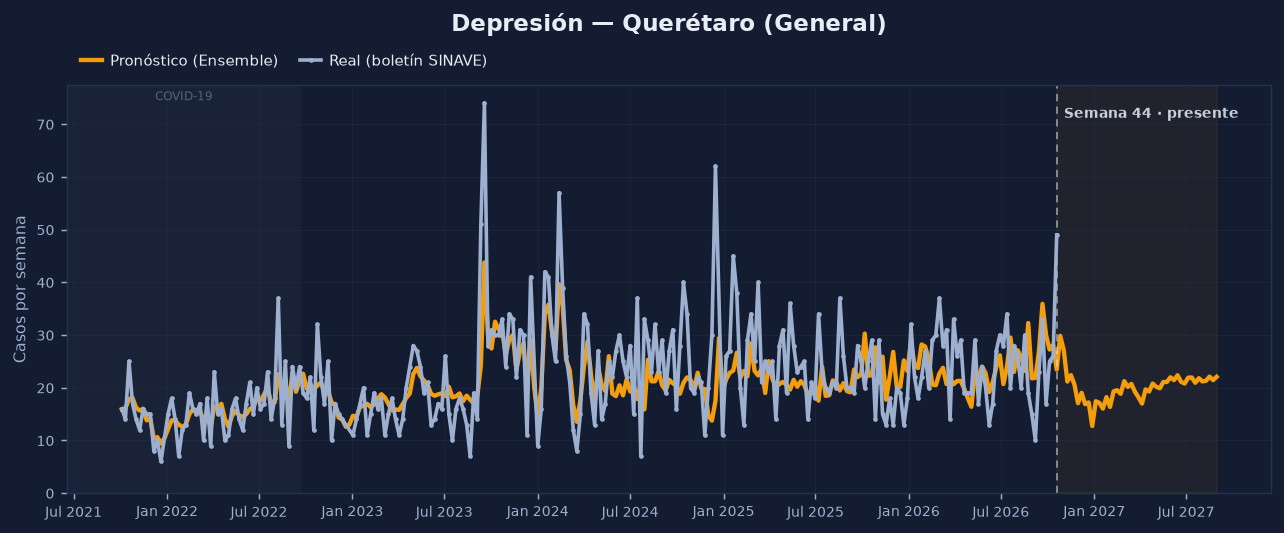 Depresión — Querétaro (General)
Pronóstico (Ensemble)
Real (boletín SINAVE)
COVID-19
Semana 44 · presente
Casos por semana
70
60
50
40
30
20
10
0
Jul 2021
Jan 2022
Jul 2022
Jan 2023
Jul 2023
Jan 2024
Jul 2024
Jan 2025
Jul 2025
Jan 2026
Jul 2026
Jan 2027
Jul 2027